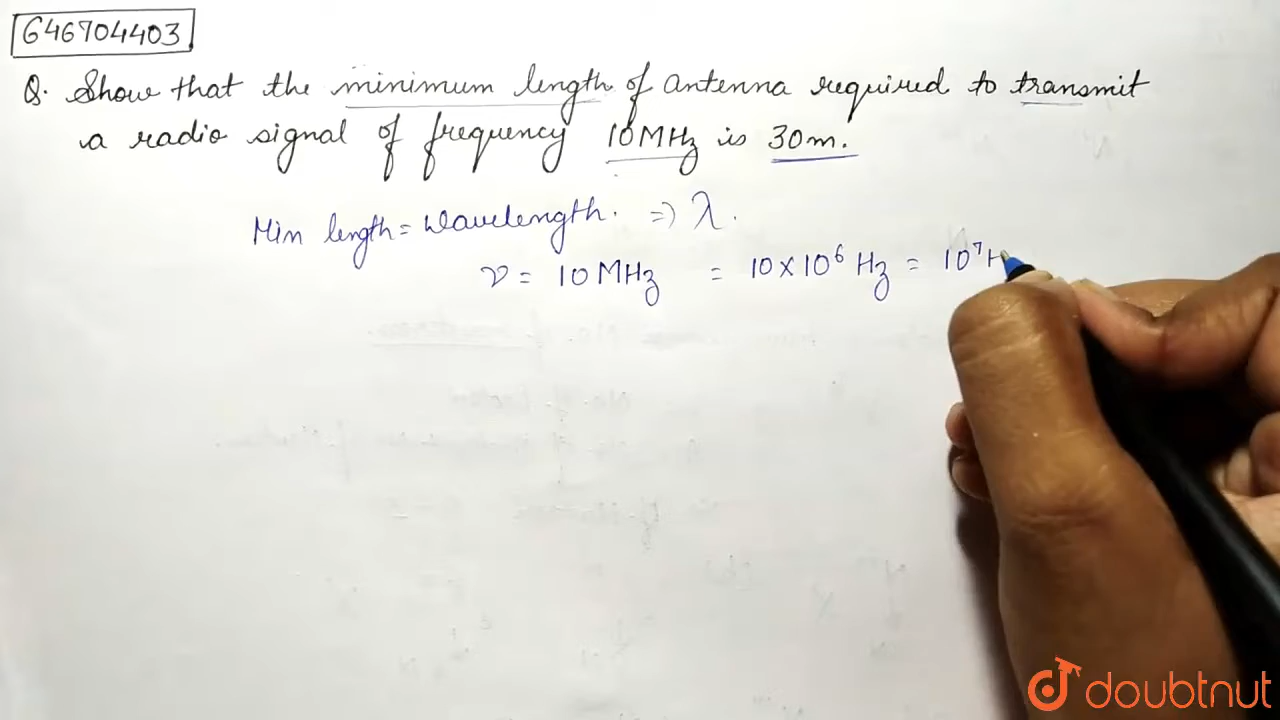 646704403
Q. Show that the minimum length of antenna required to transmit
a radio signal of frequency 10MHz is 30m.
Min length = Wavelength. => λ.
ν = 10 MHz = 10 × 10⁶ Hz = 10⁷ H
doubtnut